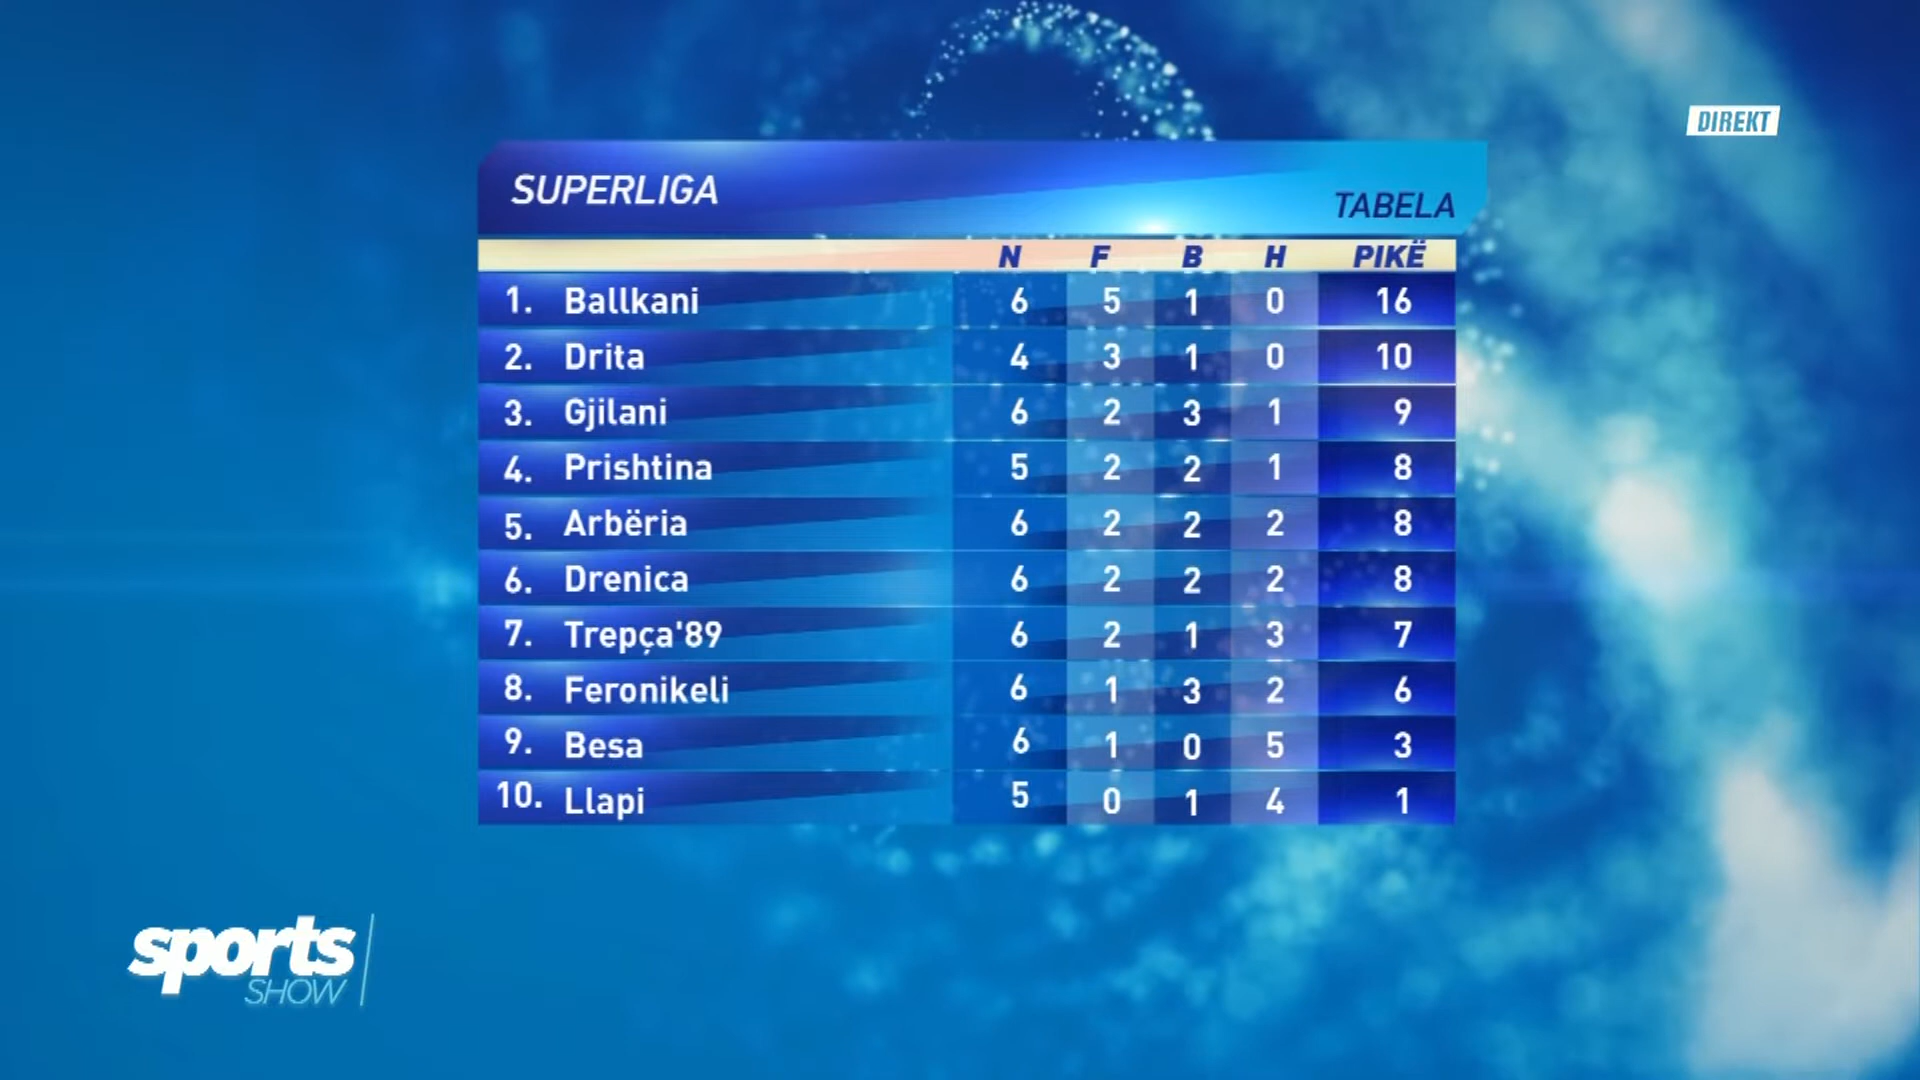 DIREKT
SUPERLIGA
TABELA
N F B H PIKË
1. Ballkani 6 5 1 0 16
2. Drita 4 3 1 0 10
3. Gjilani 6 2 3 1 9
4. Prishtina 5 2 2 1 8
5. Arbëria 6 2 2 2 8
6. Drenica 6 2 2 2 8
7. Trepça'89 6 2 1 3 7
8. Feronikeli 6 1 3 2 6
9. Besa 6 1 0 5 3
10. Llapi 5 0 1 4 1
sports
SHOW